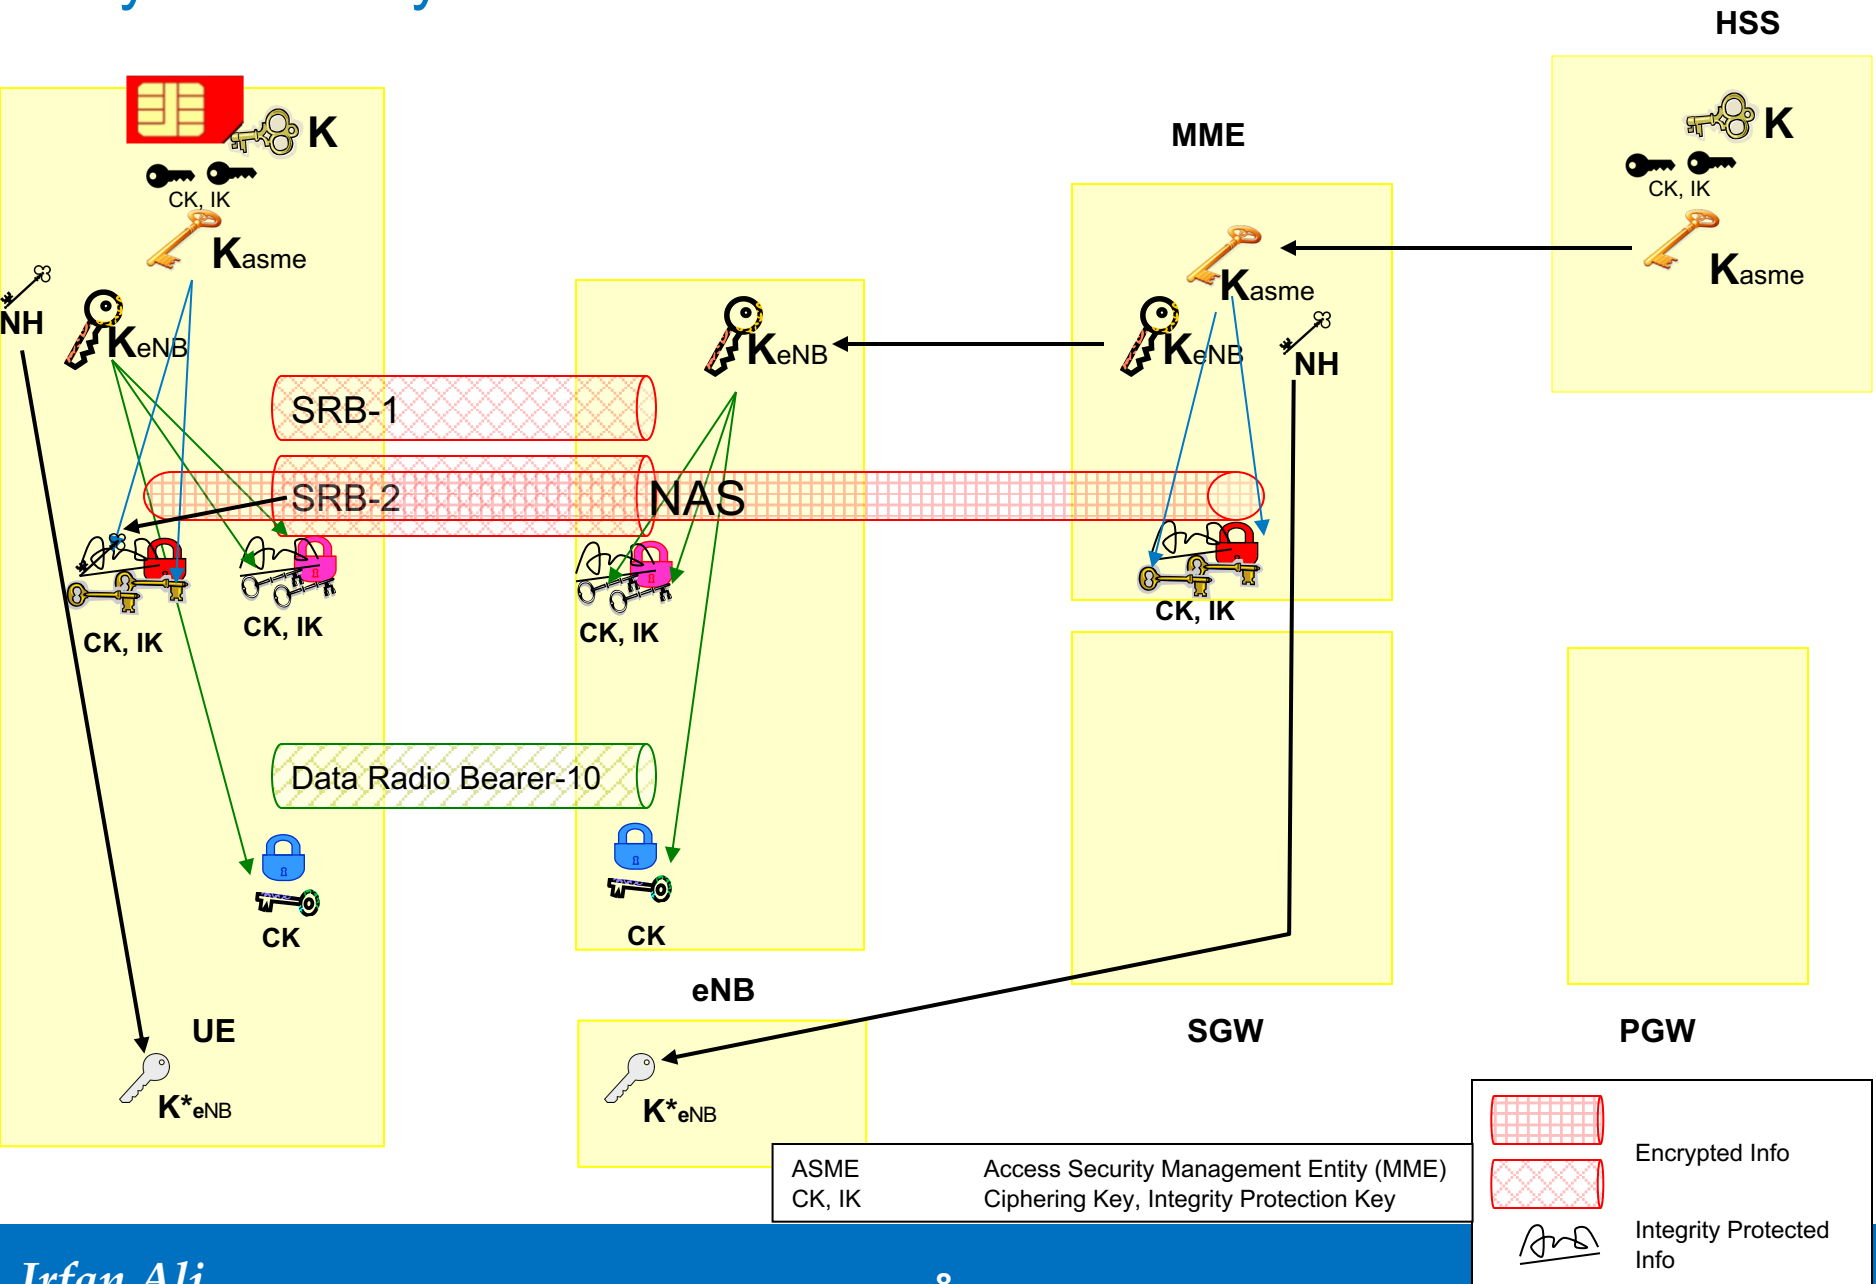 HSS
K
K
MME
CK, IK
CK, IK
Kasme
Kasme
Kasme
NH
KeNB
KeNB
KeNB
NH
SRB-1
SRB-2
NAS
CK, IK
CK, IK
CK, IK
CK, IK
Data Radio Bearer-10
CK
CK
eNB
UE
SGW
PGW
K*eNB
K*eNB
ASME Access Security Management Entity (MME)
CK, IK Ciphering Key, Integrity Protection Key
Encrypted Info
Integrity Protected
Info
Irfan Ali
8